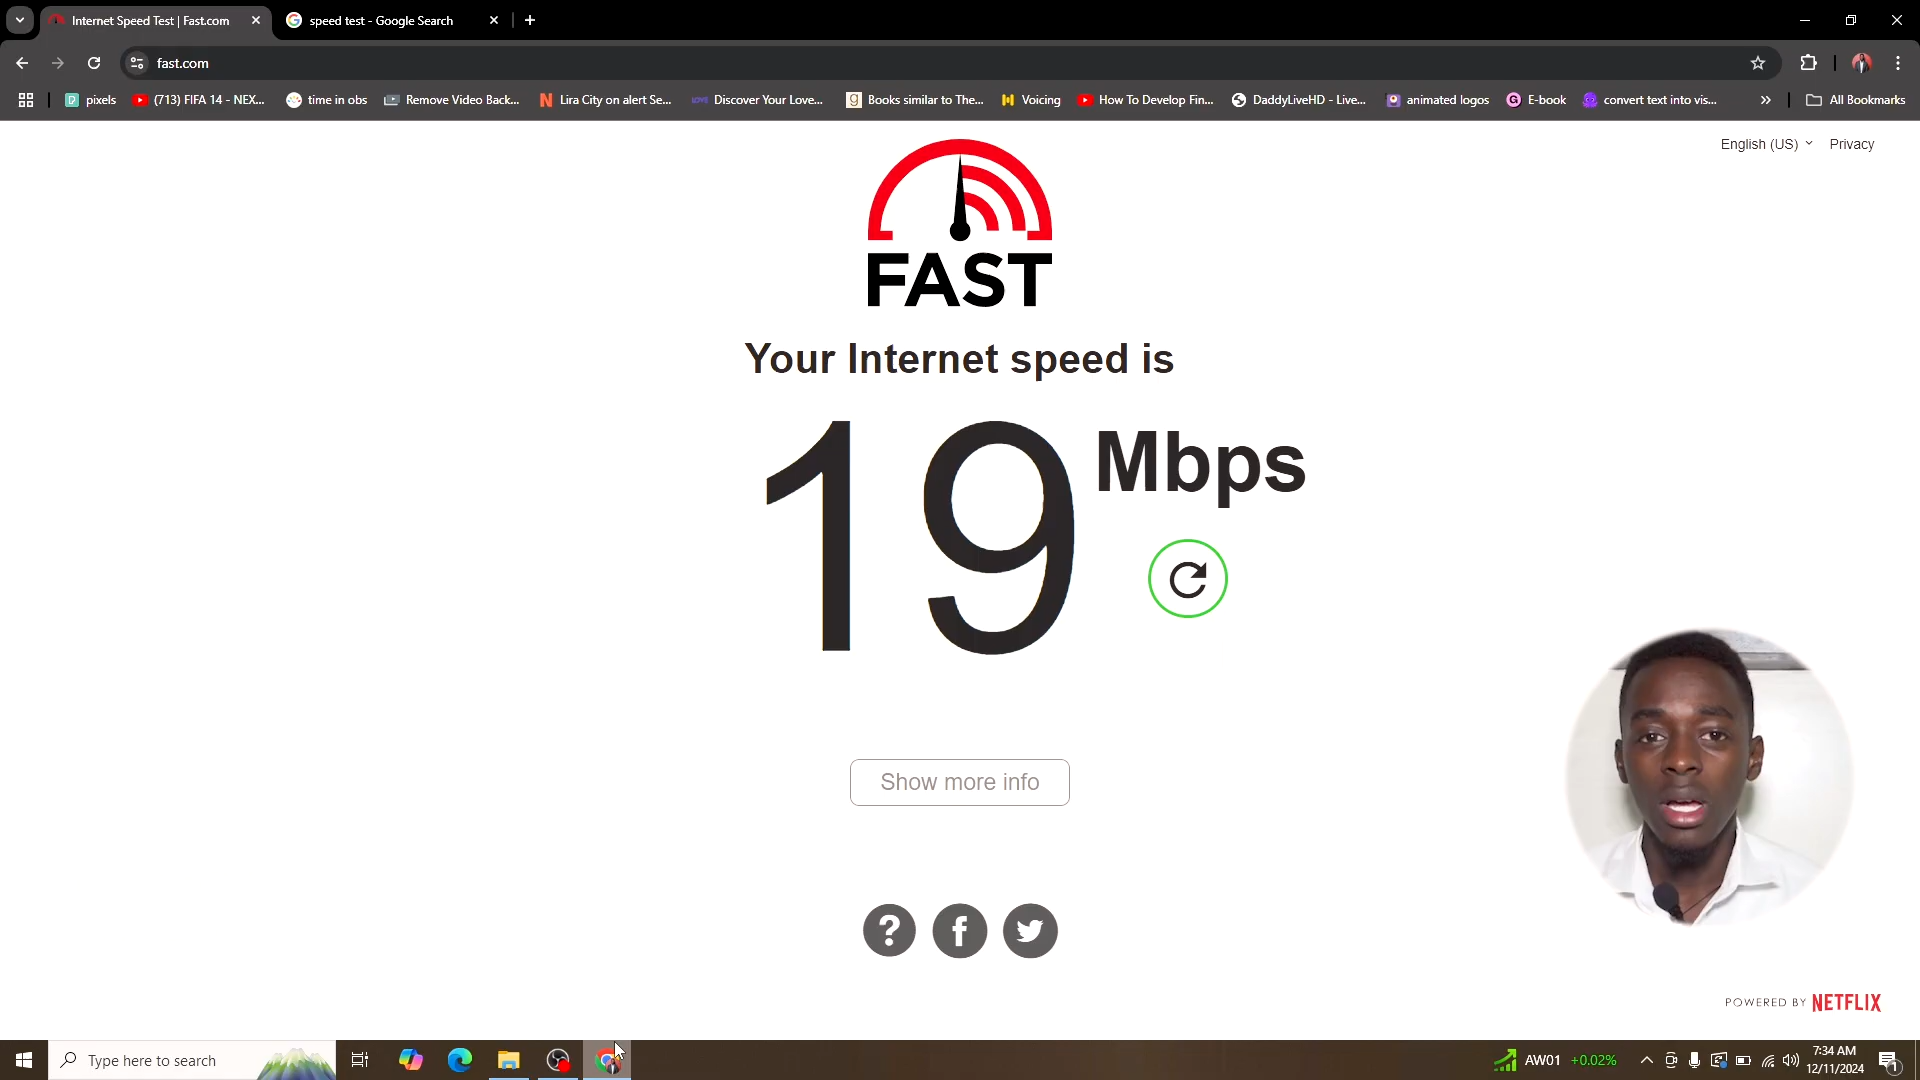 Internet Speed Test | Fast.com
speed test - Google Search
fast.com
pixels
(713) FIFA 14 - NEX...
time in obs
Remove Video Back...
Lira City on alert Se...
Discover Your Love...
Books similar to The...
Voicing
How To Develop Fin...
DaddyLiveHD - Live...
animated logos
E-book
convert text into vis...
All Bookmarks
English (US)
Privacy
FAST
Your Internet speed is
19 Mbps
Show more info
POWERED BY NETFLIX
Type here to search
AW01 +0.02%
7:34 AM
12/11/2024
1